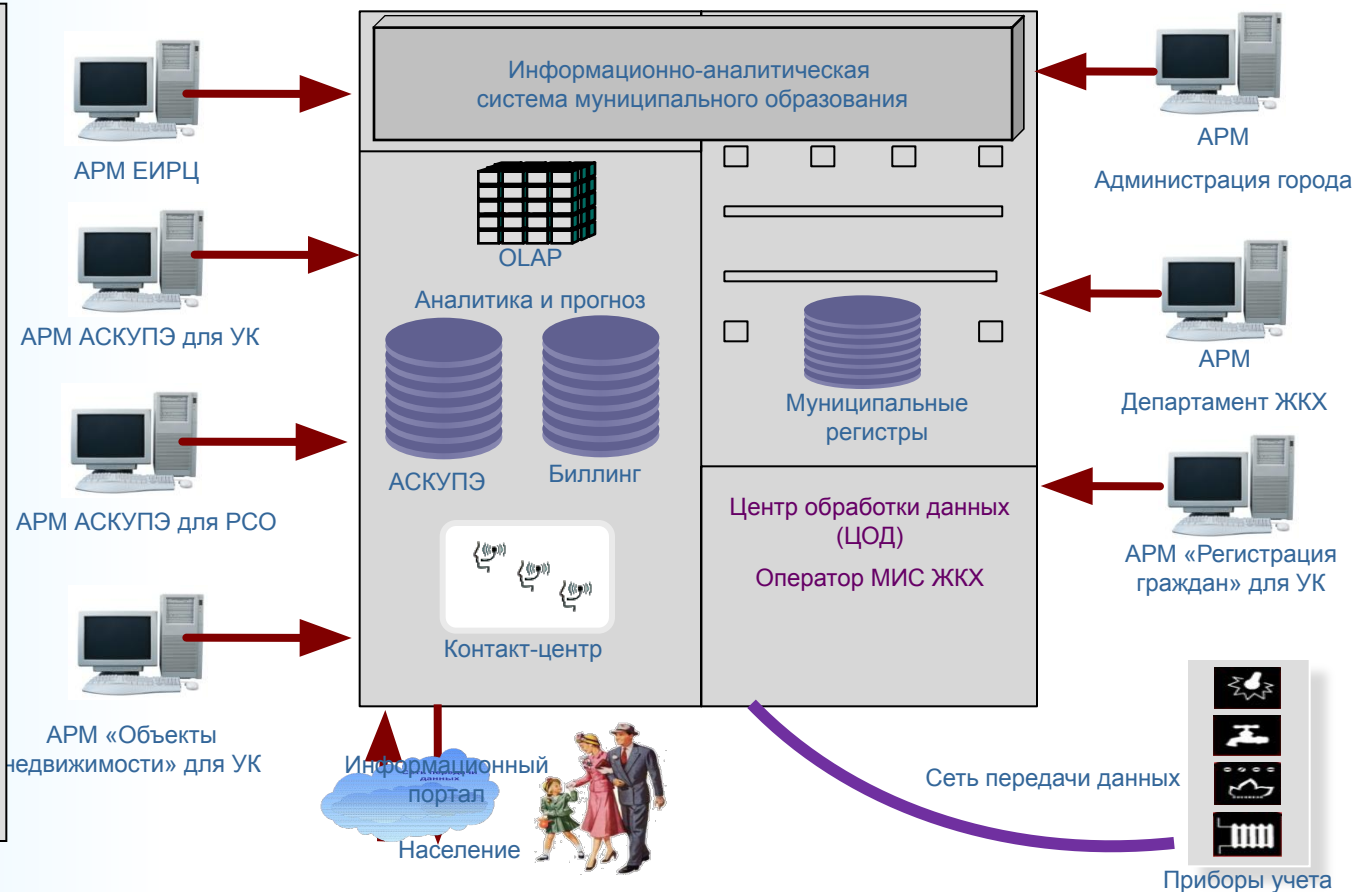 Информационно-аналитическая
система муниципального образования
АРМ ЕИРЦ
АРМ АСКУПЭ для УК
АРМ АСКУПЭ для РСО
АРМ «Объекты
недвижимости» для УК
OLAP
Аналитика и прогноз
АСКУПЭ
Биллинг
Контакт-центр
Муниципальные
регистры
Центр обработки данных
(ЦОД)
Оператор МИС ЖКХ
АРМ
Администрация города
АРМ
Департамент ЖКХ
АРМ «Регистрация
граждан» для УК
Информационный
данных
портал
Население
Сеть передачи данных
Приборы учета